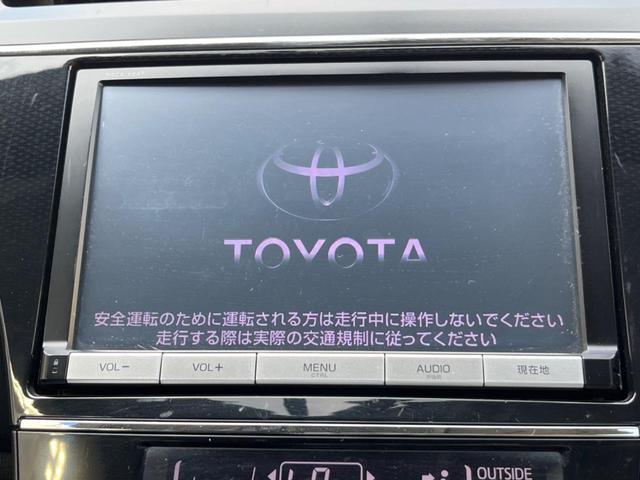 TOYOTA
安全運転のために運転される方は走行中に操作しないでください
走行する際は実際の交通規制に従ってください
VOL−
VOL+
MENU
CTRL
AUDIO
現在地
OUTSIDE